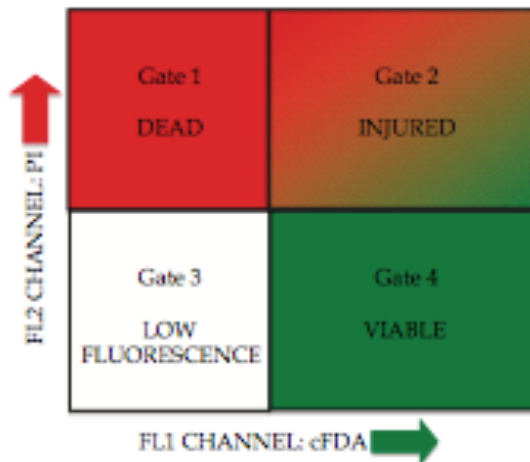 Gate 1
DEAD
Gate 2
INJURED
FL2 CHANNEL: PI
Gate 3
LOW
FLUORESCENCE
Gate 4
VIABLE
FL1 CHANNEL: cFDA